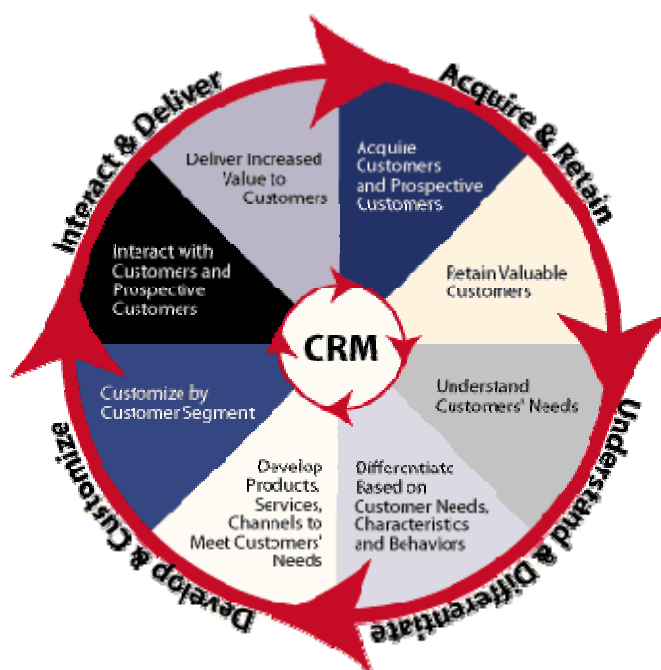 Acquire & Retain
Acquire
Customers
and Prospective
Customers
Retain Valuable
Customers
Understand & Differentiate
Understand
Customers' Needs
Differentiate
Based on
Customer Needs,
Characteristics
and Behaviors
Develop & Customize
Develop
Products,
Services,
Channels to
Meet Customers'
Needs
Customize by
Customer Segment
Interact & Deliver
Interact with
Customers and
Prospective
Customers
Deliver Increased
Value to
Customers
CRM